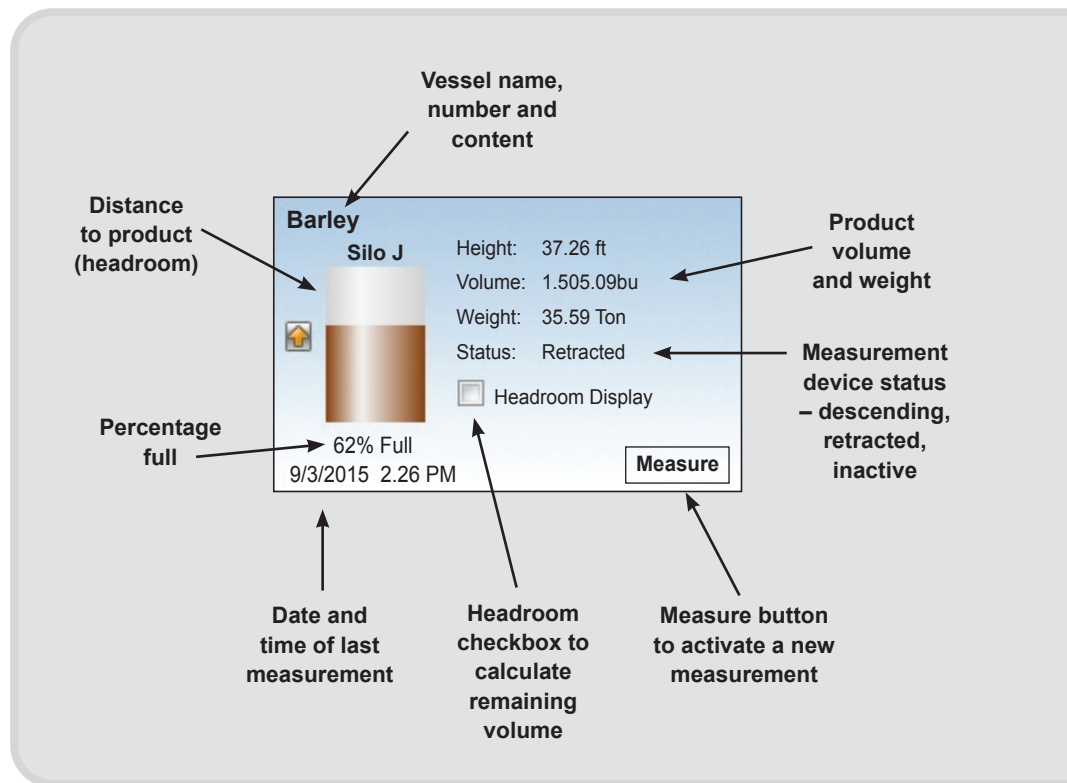 Vessel name,
number and
content
Distance
to product
(headroom)
Barley
Silo J
Height: 37.26 ft
Volume: 1.505.09bu
Weight: 35.59 Ton
Status: Retracted
Headroom Display
62% Full
9/3/2015 2.26 PM
Measure
Product
volume
and weight
Measurement
device status
– descending,
retracted,
inactive
Percentage
full
Date and
time of last
measurement
Headroom
checkbox to
calculate
remaining
volume
Measure button
to activate a new
measurement